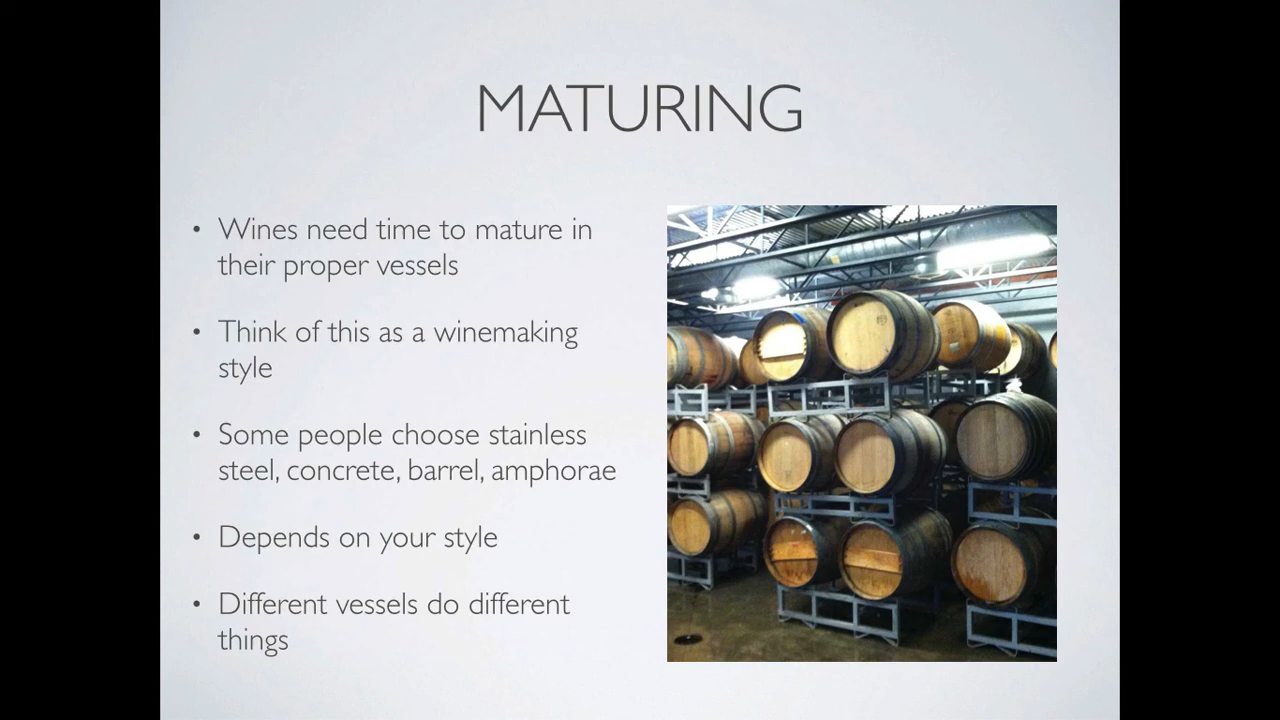 MATURING
• Wines need time to mature in
their proper vessels
• Think of this as a winemaking
style
• Some people choose stainless
steel, concrete, barrel, amphorae
• Depends on your style
• Different vessels do different
things